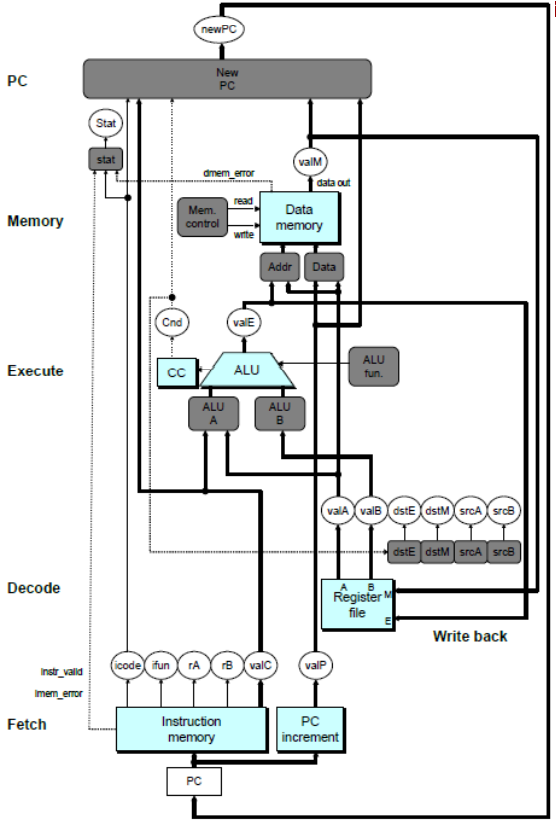 newPC
New
PC
PC
Stat
stat
valM
dmem_error
data out
Memory
Mem.
control
read
write
Data
memory
Addr
Data
Cnd
valE
Execute
CC
ALU
ALU
fun.
ALU
A
ALU
B
valA
valB
dstE
dstM
srcA
srcB
dstE
dstM
srcA
srcB
Decode
A
B
M
Register
file
E
Write back
Instr_valid
icode
ifun
rA
rB
valC
valP
Imem_error
Fetch
Instruction
memory
PC
increment
PC